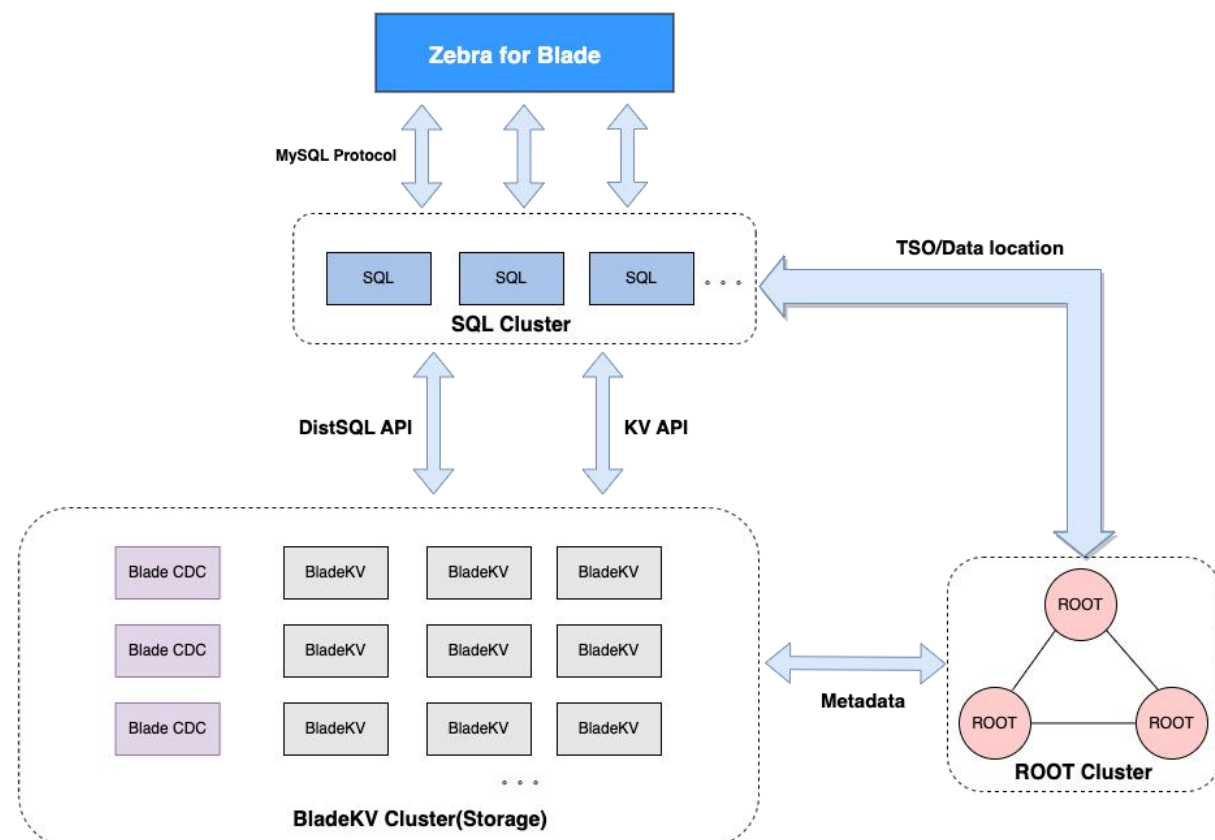 Zebra for Blade
MySQL Protocol
TSO/Data location
SQL
SQL
SQL
SQL Cluster
DistSQL API
KV API
Blade CDC
BladeKV
BladeKV
BladeKV
Blade CDC
BladeKV
BladeKV
BladeKV
Blade CDC
BladeKV
BladeKV
BladeKV
BladeKV Cluster(Storage)
Metadata
ROOT
ROOT
ROOT
ROOT Cluster